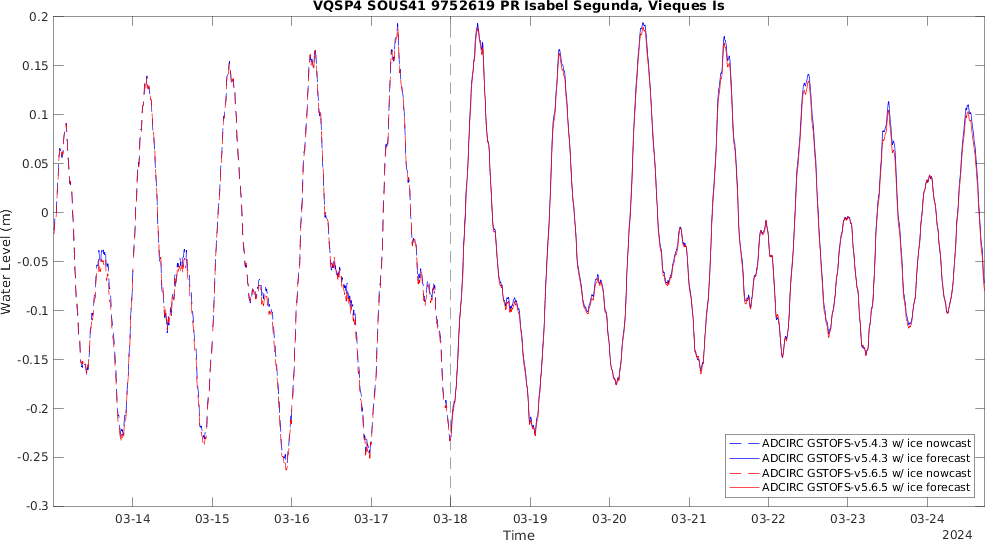 VQSP4 SOUS41 9752619 PR Isabel Segunda, Vieques Is
0.2
0.15
0.1
0.05
0
-0.05
-0.1
-0.15
-0.2
-0.25
-0.3
Water Level (m)
ADCIRC GSTOFS-v5.4.3 w/ ice nowcast
ADCIRC GSTOFS-v5.4.3 w/ ice forecast
ADCIRC GSTOFS-v5.6.5 w/ ice nowcast
ADCIRC GSTOFS-v5.6.5 w/ ice forecast
03-14 03-15 03-16 03-17 03-18 03-19 03-20 03-21 03-22 03-23 03-24
Time
2024